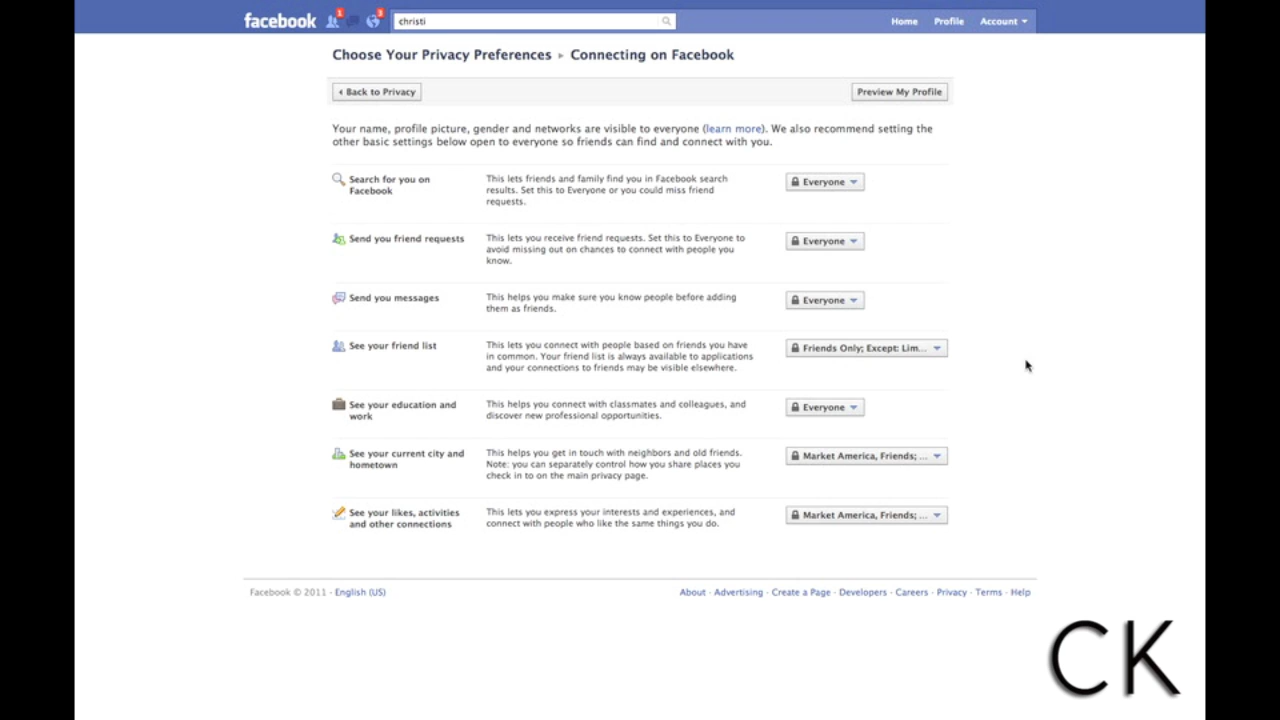 facebook 1 3 christi Home Profile Account
Choose Your Privacy Preferences ▸ Connecting on Facebook
Back to Privacy Preview My Profile
Your name, profile picture, gender and networks are visible to everyone (learn more). We also recommend setting the
other basic settings below open to everyone so friends can find and connect with you.
Search for you on
Facebook
This lets friends and family find you in Facebook search
results. Set this to Everyone or you could miss friend
requests.
Everyone
Send you friend requests
This lets you receive friend requests. Set this to Everyone to
avoid missing out on chances to connect with people you
know.
Everyone
Send you messages
This helps you make sure you know people before adding
them as friends.
Everyone
See your friend list
This lets you connect with people based on friends you have
in common. Your friend list is always available to applications
and your connections to friends may be visible elsewhere.
Friends Only; Except: Lim...
See your education and
work
This helps you connect with classmates and colleagues, and
discover new professional opportunities.
Everyone
See your current city and
hometown
This helps you get in touch with neighbors and old friends.
Note: you can separately control how you share places you
check in to on the main privacy page.
Market America, Friends; ...
See your likes, activities
and other connections
This lets you express your interests and experiences, and
connect with people who like the same things you do.
Market America, Friends; ...
Facebook © 2011 · English (US) About · Advertising · Create a Page · Developers · Careers · Privacy · Terms · Help
CK